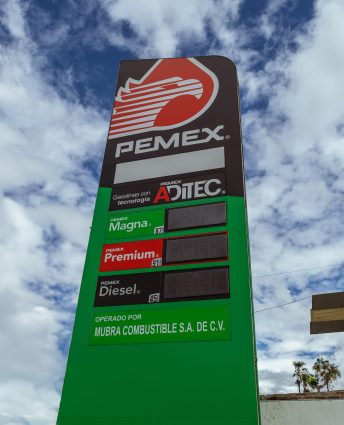 PEMEX®
Gasolinas con
tecnología
PEMEX
ADITEC®
PEMEX
Magna®
87
PEMEX
Premium®
91
PEMEX
Diesel®
45
OPERADO POR
MUBRA COMBUSTIBLE S.A. DE C.V.